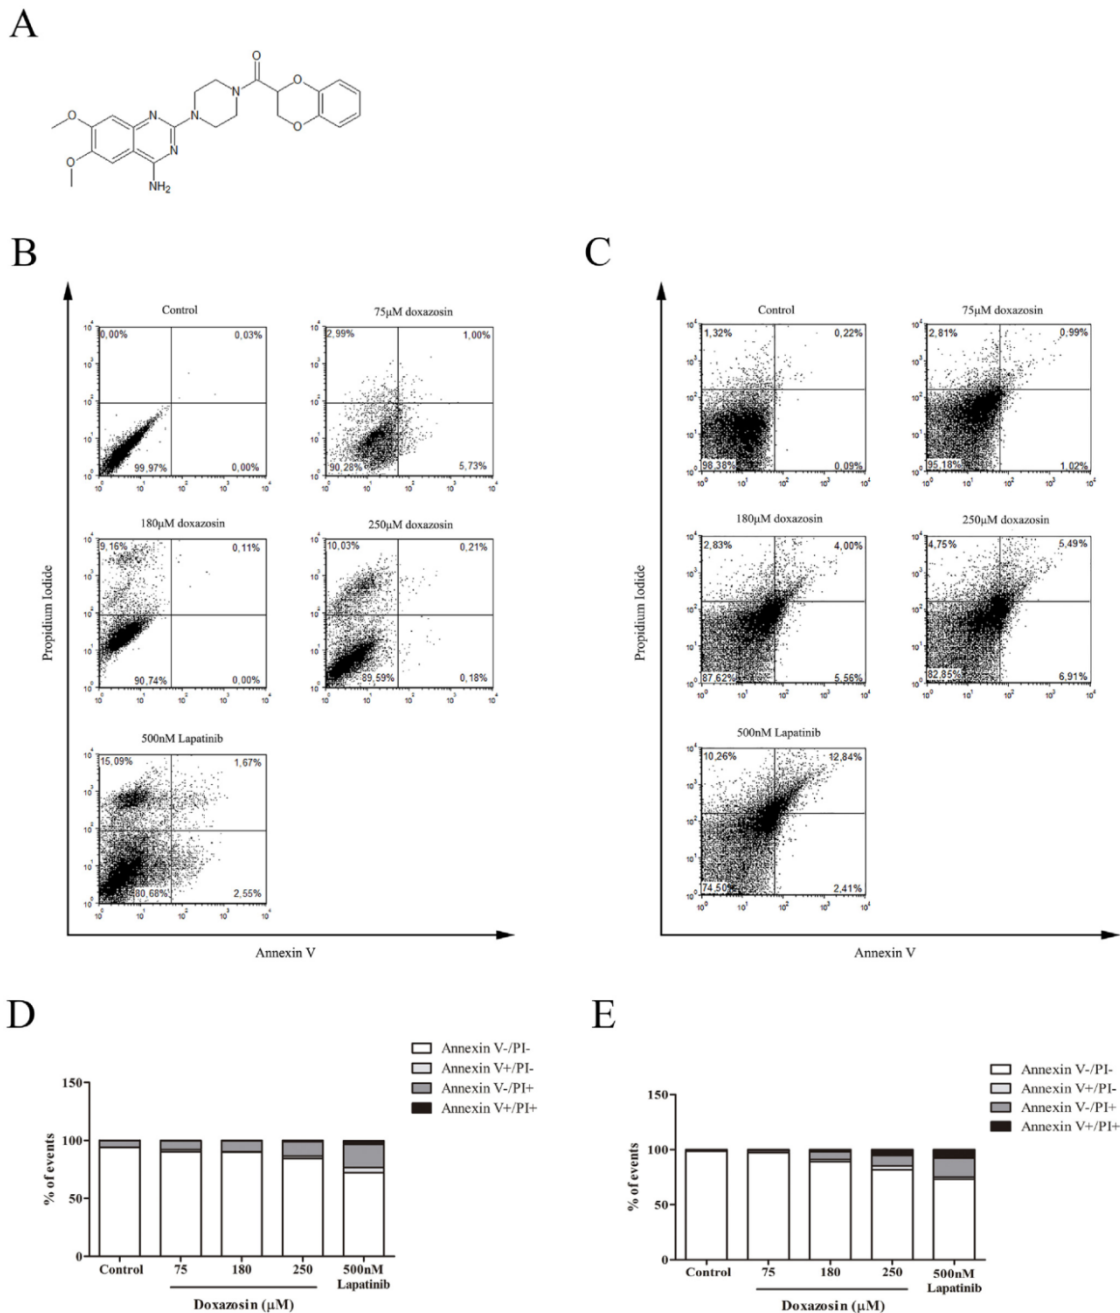 A
O
N
N
O
O
N
N
O
O
NH2
B
C
Control
0,00%
0,03%
99,97%
0,00%
75µM doxazosin
2,99%
1,00%
90,28%
5,73%
180µM doxazosin
9,16%
0,11%
90,74%
0,00%
250µM doxazosin
10,03%
0,21%
89,59%
0,18%
500nM Lapatinib
15,09%
1,67%
80,68%
2,55%
Propidium Iodide
Annexin V
Control
1,32%
0,22%
98,38%
0,09%
75µM doxazosin
2,81%
0,99%
95,18%
1,02%
180µM doxazosin
2,83%
4,00%
87,62%
5,56%
250µM doxazosin
4,75%
5,49%
82,85%
6,91%
500nM Lapatinib
10,26%
12,84%
74,50%
2,41%
Propidium Iodide
Annexin V
D
Annexin V-/PI-
Annexin V+/PI-
Annexin V-/PI+
Annexin V+/PI+
150
100
50
0
% of events
Control 75 180 250 500nM
Lapatinib
Doxazosin (µM)
E
Annexin V-/PI-
Annexin V+/PI-
Annexin V-/PI+
Annexin V+/PI+
150
100
50
0
% of events
Control 75 180 250 500nM
Lapatinib
Doxazosin (µM)